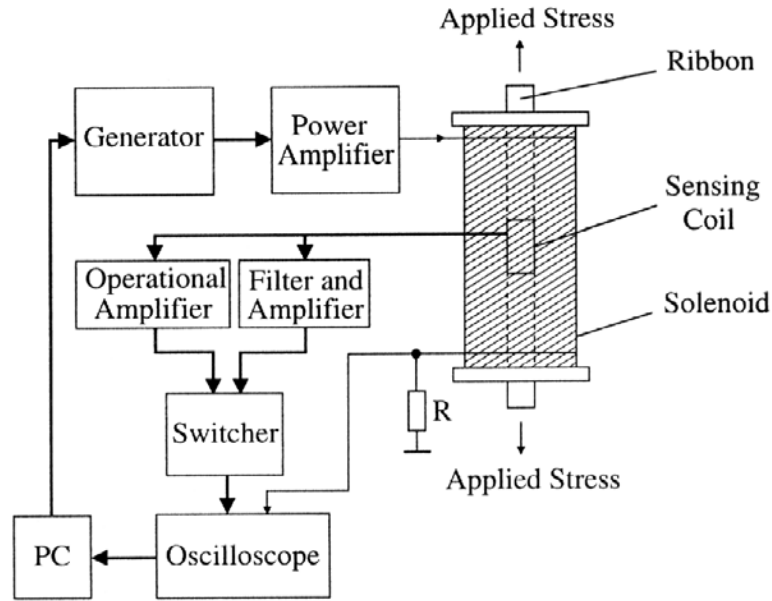 Applied Stress
Ribbon
Generator
Power
Amplifier
Sensing
Coil
Operational
Amplifier
Filter and
Amplifier
Solenoid
R
Switcher
Applied Stress
PC
Oscilloscope